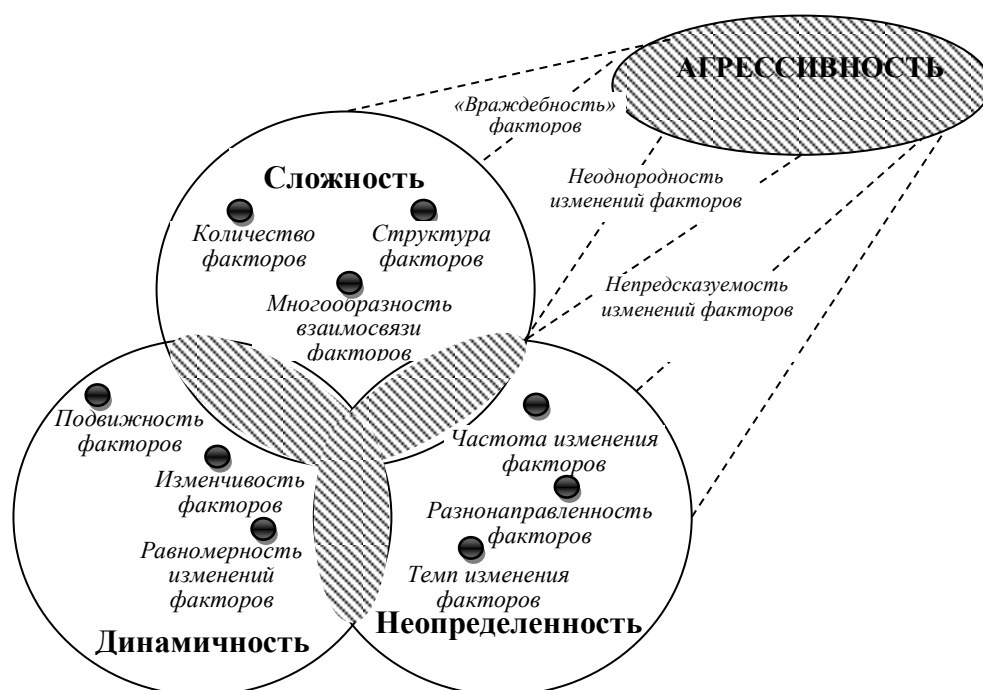 АГРЕССИВНОСТЬ
«Враждебность»
факторов
Неоднородность
изменений факторов
Непредсказуемость
изменений факторов
Сложность
Количество
факторов
Структура
факторов
Многообразность
взаимосвязи
факторов
Подвижность
факторов
Изменчивость
факторов
Равномерность
изменений
факторов
Динамичность
Частота изменения
факторов
Разнонаправленность
факторов
Темп изменения
факторов
Неопределенность